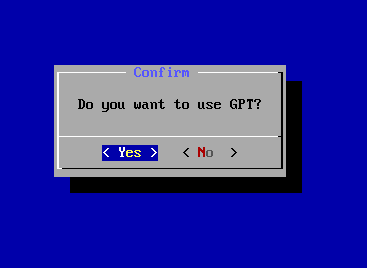 Confirm
Do you want to use GPT?
< Yes > < No >